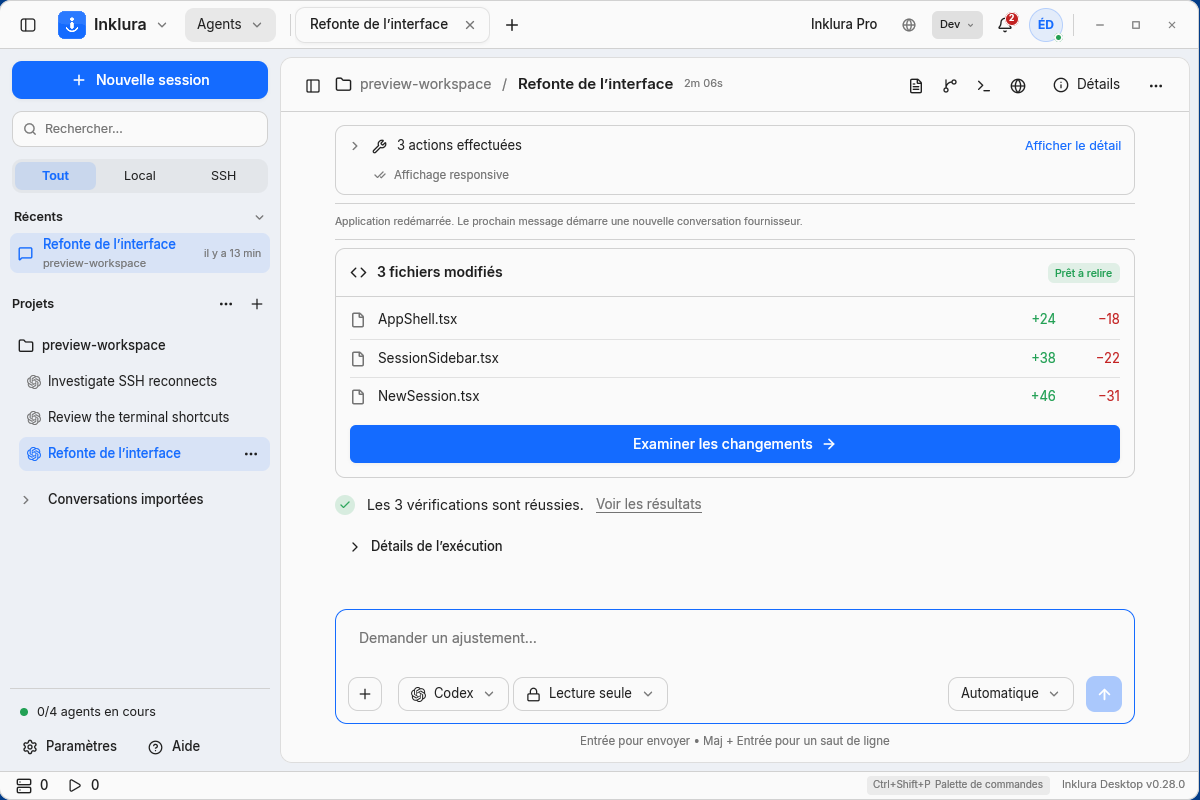 Inklura
Agents
Refonte de l’interface
Inklura Pro
Dev
2
ÉD
Nouvelle session
Rechercher...
Tout
Local
SSH
Récents
Refonte de l’interface
preview-workspace
il y a 13 min
Projets
preview-workspace
Investigate SSH reconnects
Review the terminal shortcuts
Refonte de l’interface
Conversations importées
0/4 agents en cours
Paramètres
Aide
preview-workspace / Refonte de l’interface 2m 06s
Détails
3 actions effectuées
Afficher le détail
Affichage responsive
Application redémarrée. Le prochain message démarre une nouvelle conversation fournisseur.
3 fichiers modifiés
Prêt à relire
AppShell.tsx +24 −18
SessionSidebar.tsx +38 −22
NewSession.tsx +46 −31
Examiner les changements
Les 3 vérifications sont réussies. Voir les résultats
Détails de l’exécution
Demander un ajustement...
Codex
Lecture seule
Automatique
Entrée pour envoyer • Maj + Entrée pour un saut de ligne
0
0
Ctrl+Shift+P Palette de commandes
Inklura Desktop v0.28.0